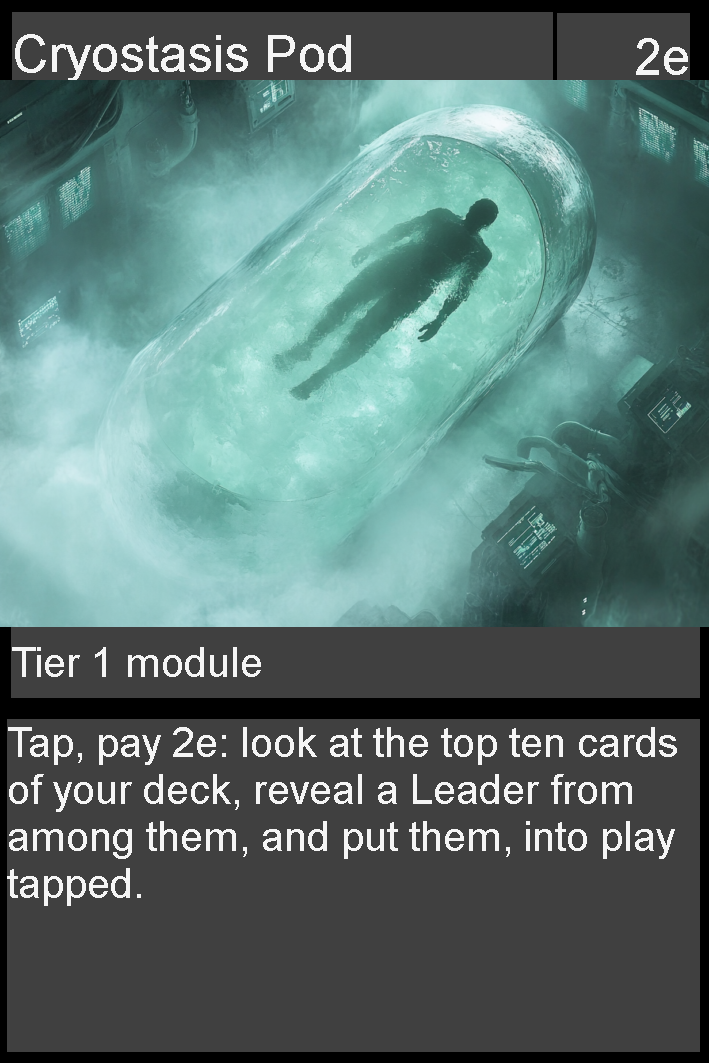 Cryostasis Pod
2e
Tier 1 module
Tap, pay 2e: look at the top ten cards
of your deck, reveal a Leader from
among them, and put them, into play
tapped.